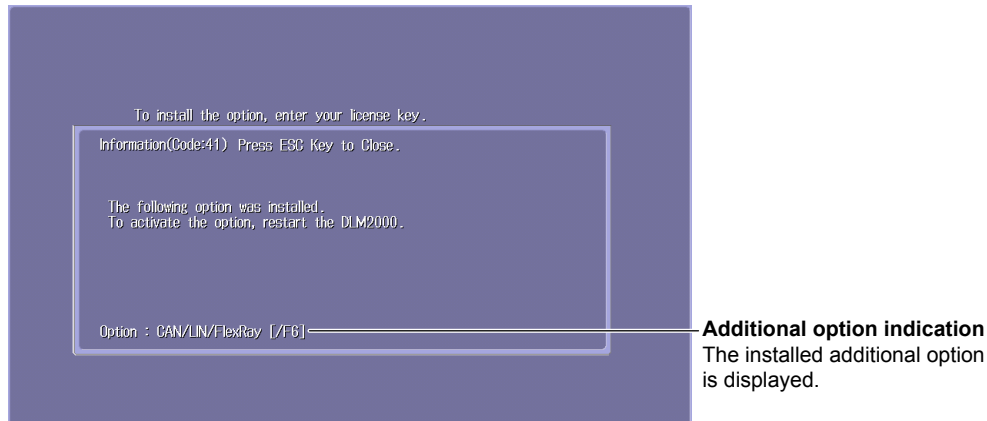 To install the option, enter your license key.
Information(Code:41) Press ESC Key to Close.
The following option was installed.
To activate the option, restart the DLM2000.
Option : CAN/LIN/FlexRay [/F6]
Additional option indication
The installed additional option
is displayed.